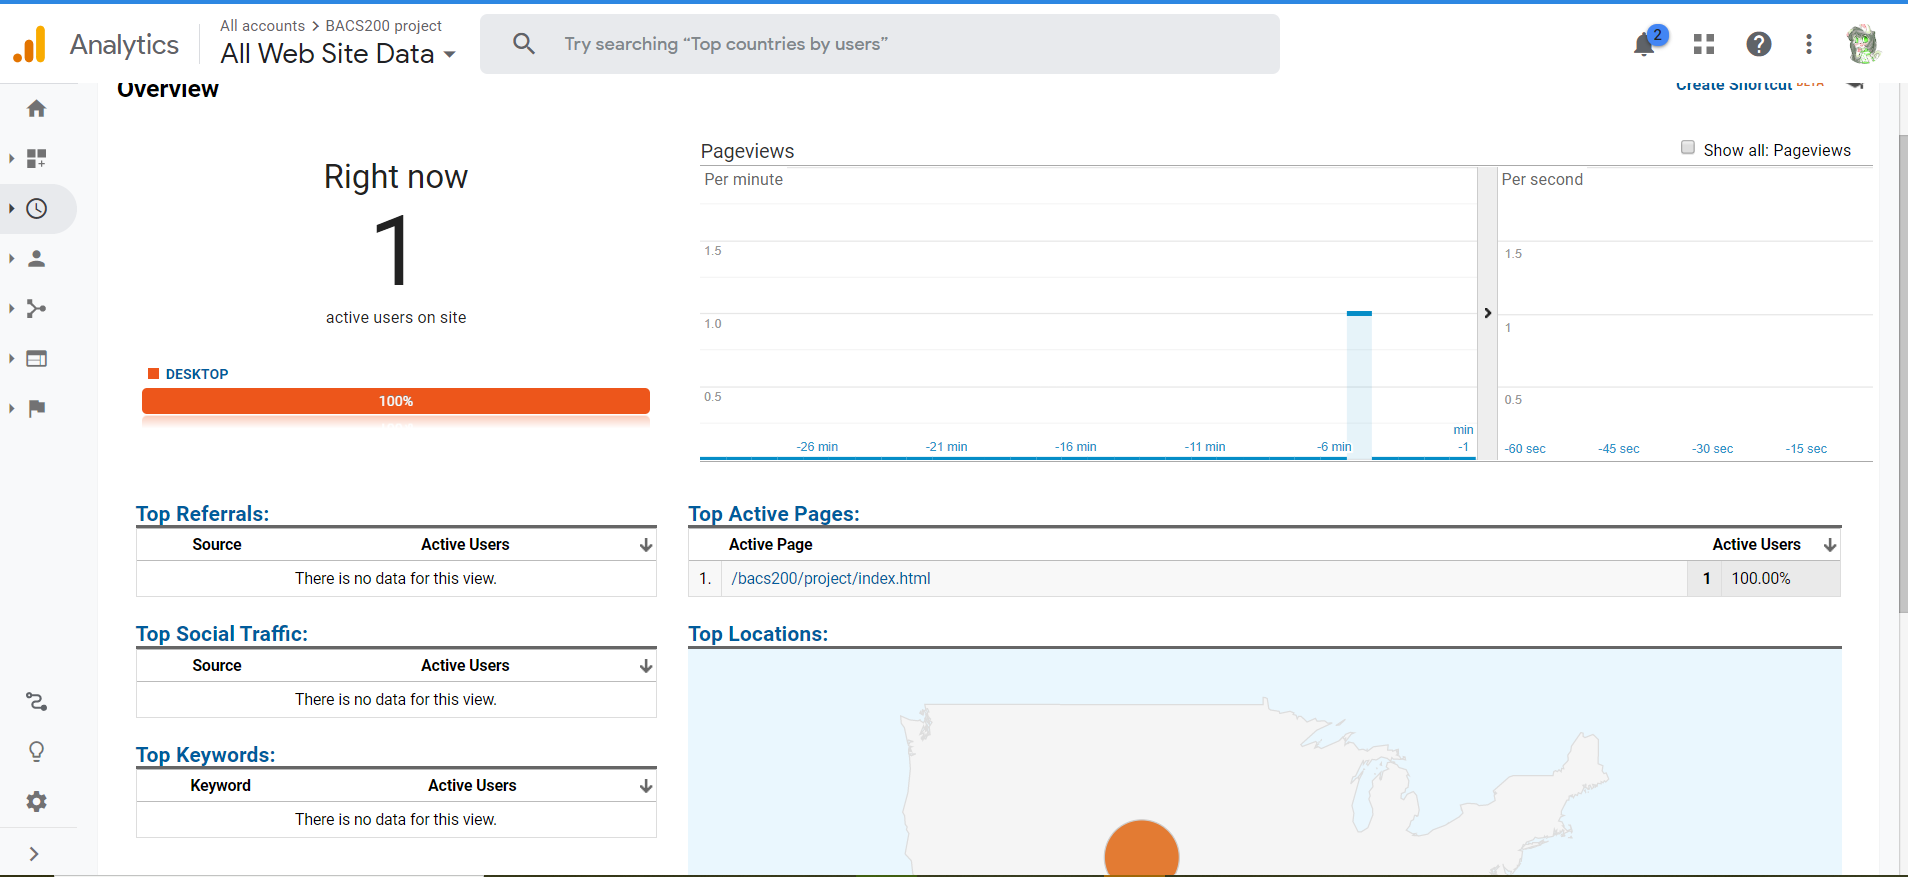 Analytics
All accounts > BACS200 project
All Web Site Data
Try searching “Top countries by users”
2
Overview
Create Shortcut BETA
Right now
1
active users on site
DESKTOP
100%
Pageviews
Show all: Pageviews
Per minute
1.5
1.0
0.5
-26 min
-21 min
-16 min
-11 min
-6 min
min
-1
Per second
1.5
1
0.5
-60 sec
-45 sec
-30 sec
-15 sec
Top Referrals:
Source Active Users
There is no data for this view.
Top Active Pages:
Active Page Active Users
1. /bacs200/project/index.html 1 100.00%
Top Social Traffic:
Source Active Users
There is no data for this view.
Top Keywords:
Keyword Active Users
There is no data for this view.
Top Locations: